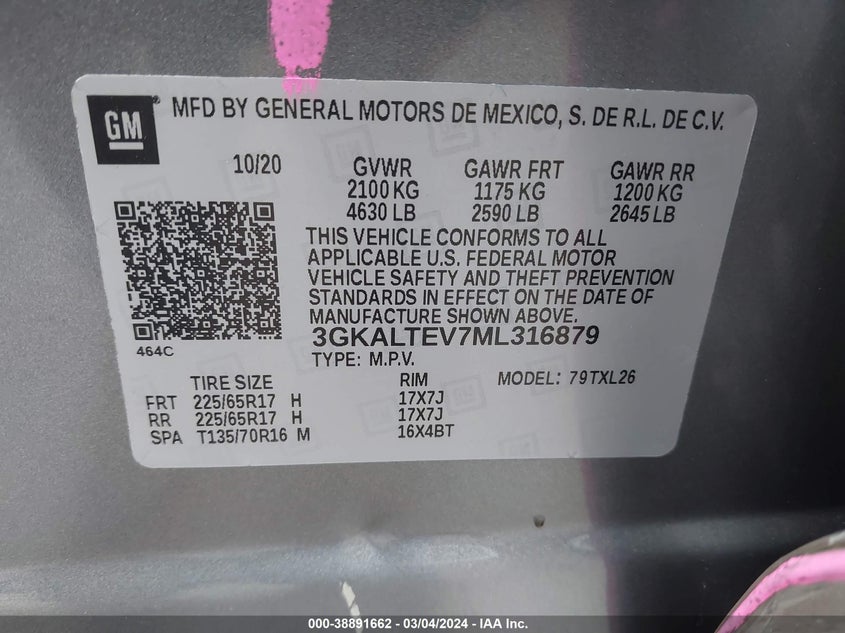 GM
MFD BY GENERAL MOTORS DE MEXICO, S. DE R.L. DE C.V.
10/20 GVWR GAWR FRT GAWR RR
2100 KG 1175 KG 1200 KG
4630 LB 2590 LB 2645 LB
THIS VEHICLE CONFORMS TO ALL
APPLICABLE U.S. FEDERAL MOTOR
VEHICLE SAFETY AND THEFT PREVENTION
STANDARDS IN EFFECT ON THE DATE OF
MANUFACTURE SHOWN ABOVE.
464C
3GKALTEV7ML316879
TYPE: M.P.V.
TIRE SIZE RIM MODEL: 79TXL26
FRT 225/65R17 H 17X7J
RR 225/65R17 H 17X7J
SPA T135/70R16 M 16X4BT
000-38891662 - 03/04/2024 - IAA Inc.